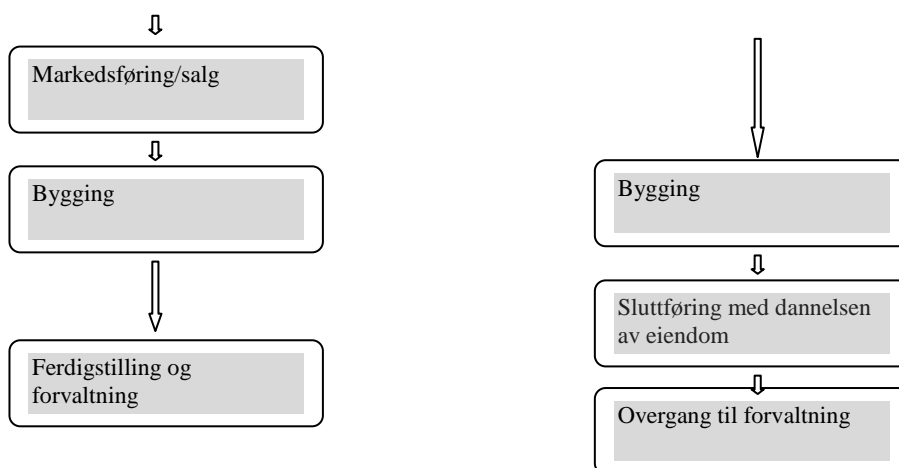 Markedsføring/salg
Bygging
Ferdigstilling og
forvaltning
Bygging
Sluttføring med dannelsen
av eiendom
Overgang til forvaltning